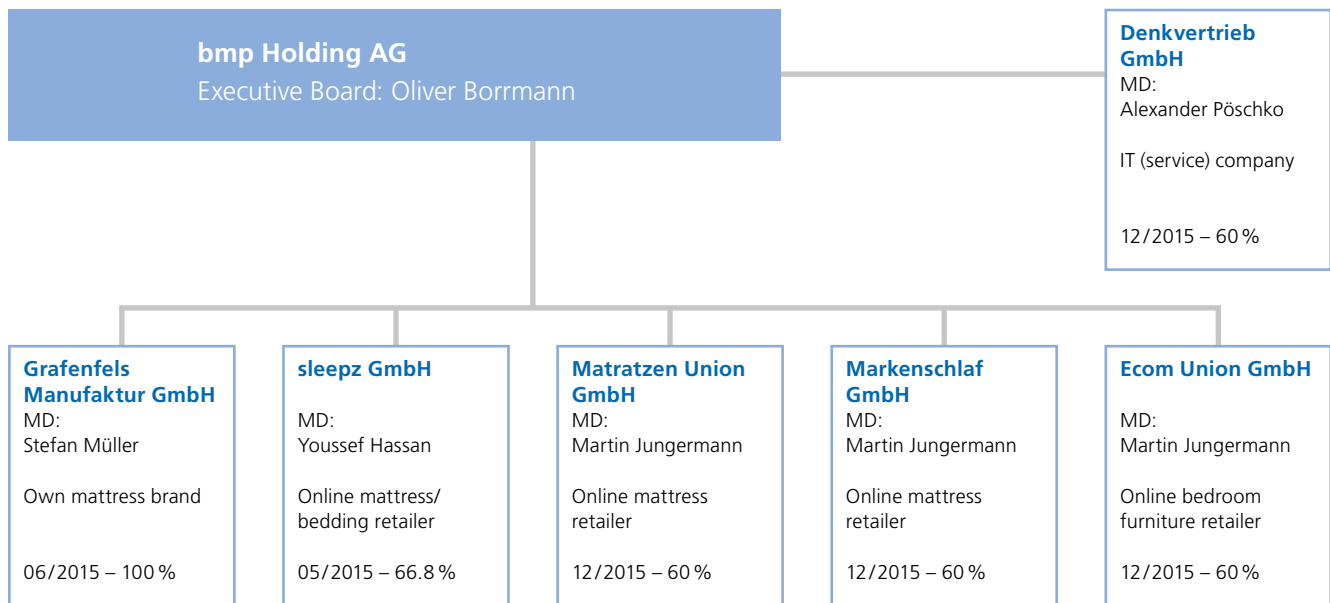 bmp Holding AG
Executive Board: Oliver Borrmann
Denkvertrieb
GmbH
MD:
Alexander Pöschko
IT (service) company
12/2015 – 60 %
Grafenfels
Manufaktur GmbH
MD:
Stefan Müller
Own mattress brand
06/2015 – 100 %
sleepz GmbH
MD:
Youssef Hassan
Online mattress/
bedding retailer
05/2015 – 66.8 %
Matratzen Union
GmbH
MD:
Martin Jungermann
Online mattress
retailer
12/2015 – 60 %
Markenschlaf
GmbH
MD:
Martin Jungermann
Online mattress
retailer
12/2015 – 60 %
Ecom Union GmbH
MD:
Martin Jungermann
Online bedroom
furniture retailer
12/2015 – 60 %